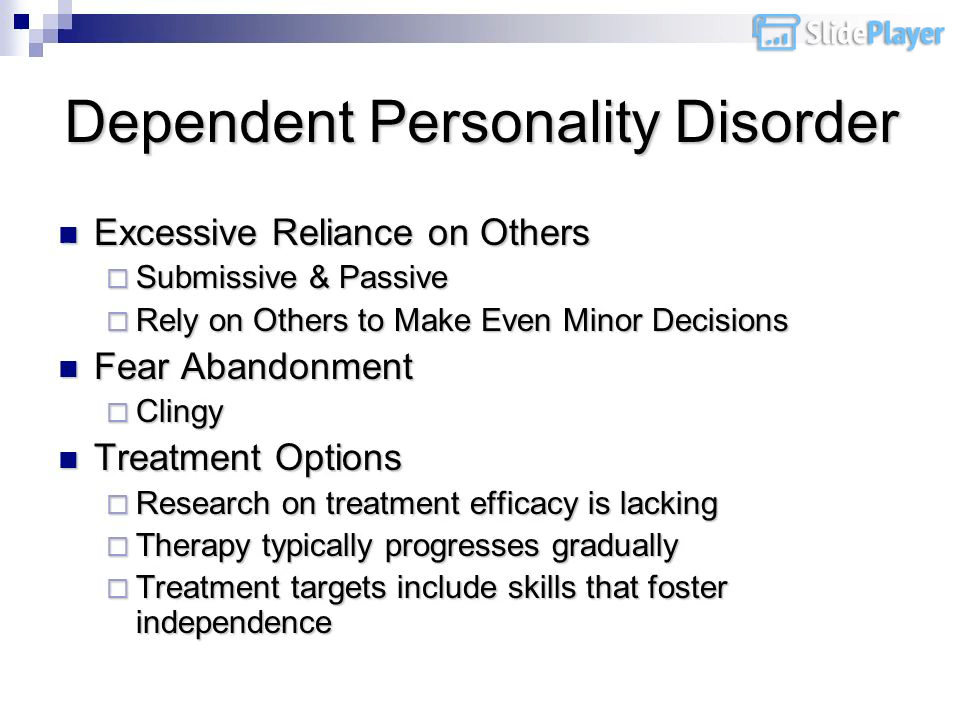 SlidePlayer
Dependent Personality Disorder
Excessive Reliance on Others
Submissive & Passive
Rely on Others to Make Even Minor Decisions
Fear Abandonment
Clingy
Treatment Options
Research on treatment efficacy is lacking
Therapy typically progresses gradually
Treatment targets include skills that foster
independence